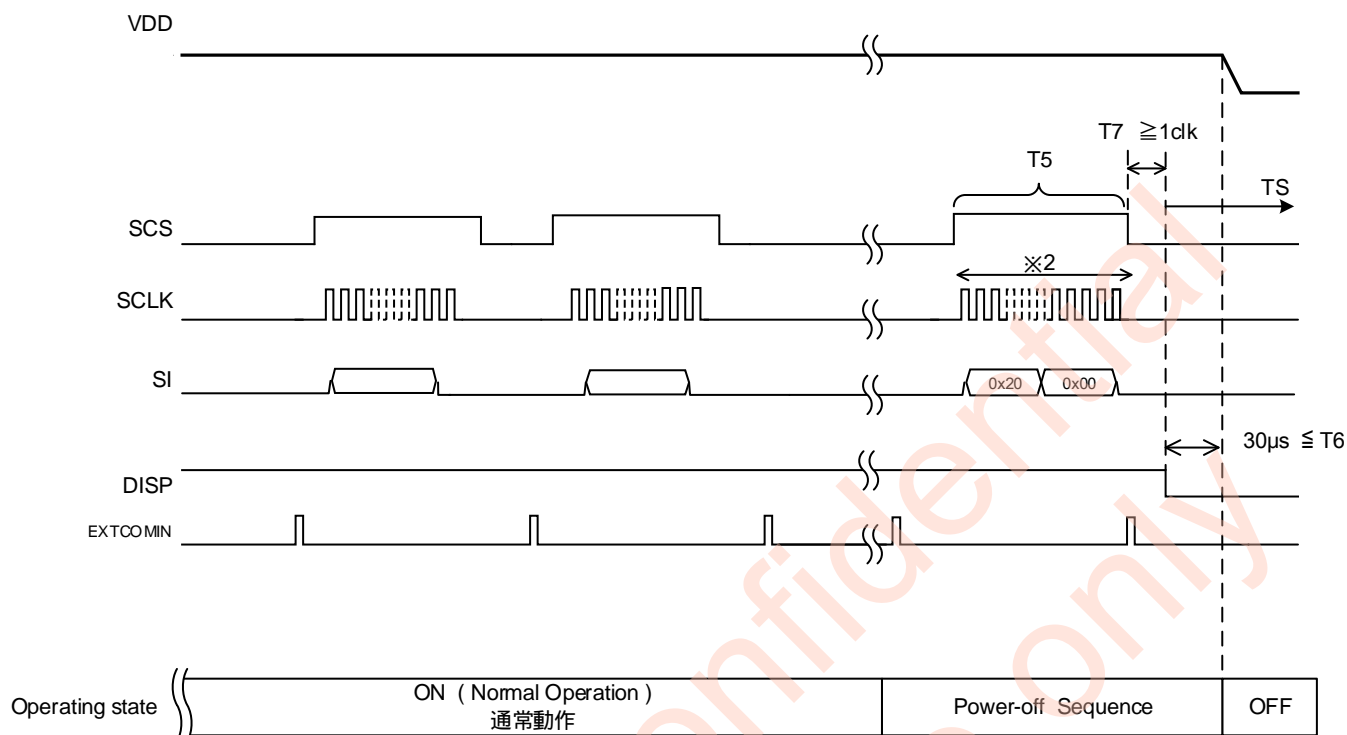 VDD
T7 ≧1clk
T5
TS
SCS
※2
SCLK
SI
0x20
0x00
30µs ≦ T6
DISP
EXTCOMIN
Operating state
ON ( Normal Operation )
通常動作
Power-off Sequence
OFF
onfidential
only